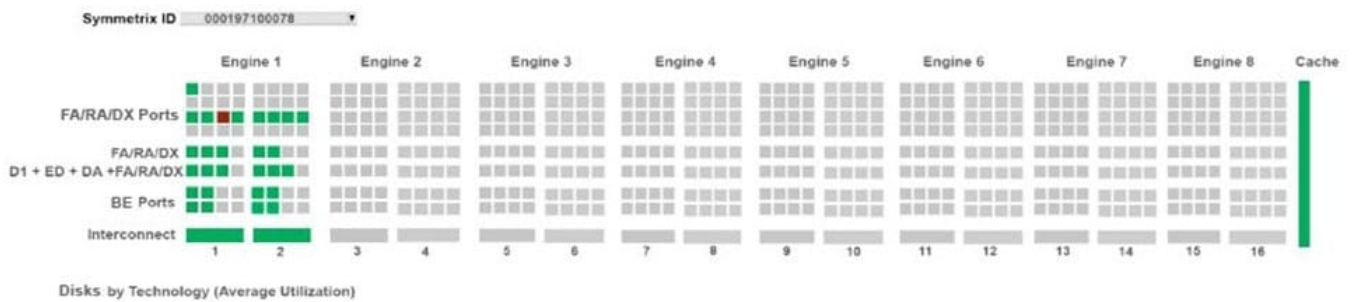 Symmetrix ID 000197100078
Engine 1 Engine 2 Engine 3 Engine 4 Engine 5 Engine 6 Engine 7 Engine 8 Cache
FA/RA/DX Ports
FA/RA/DX
D1 + ED + DA +FA/RA/DX
BE Ports
Interconnect
1 2 3 4 5 6 7 8 9 10 11 12 13 14 15 16
Disks by Technology (Average Utilization)